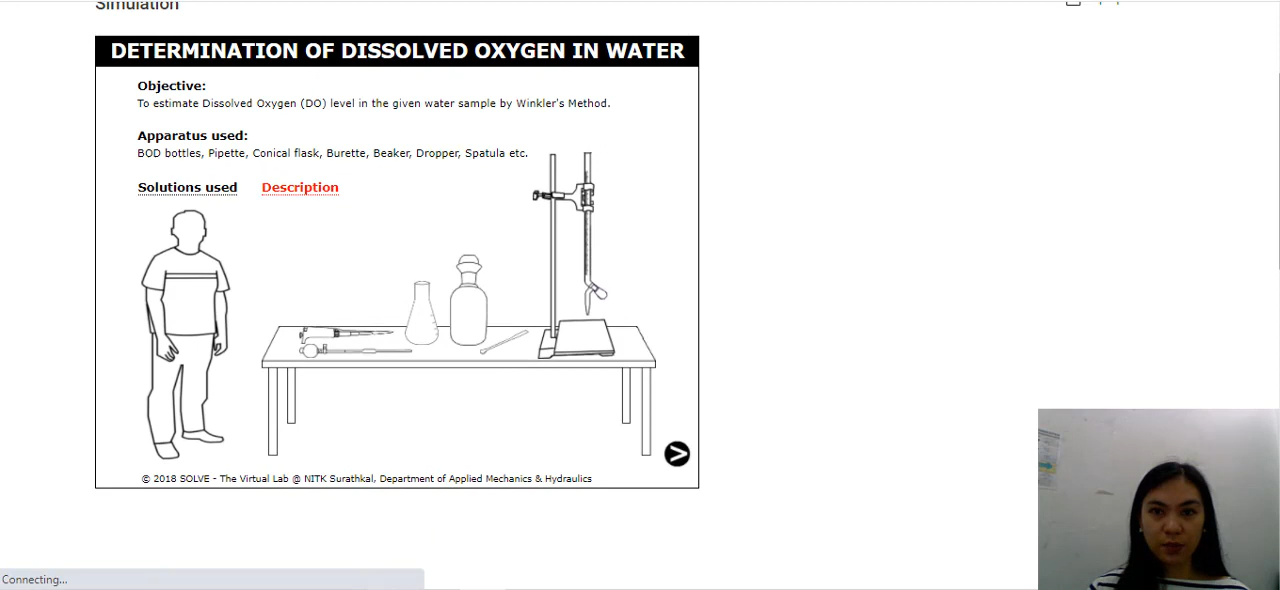 Simulation
DETERMINATION OF DISSOLVED OXYGEN IN WATER
Objective:
To estimate Dissolved Oxygen (DO) level in the given water sample by Winkler's Method.
Apparatus used:
BOD bottles, Pipette, Conical flask, Burette, Beaker, Dropper, Spatula etc.
Solutions used Description
>
© 2018 SOLVE - The Virtual Lab @ NITK Surathkal, Department of Applied Mechanics & Hydraulics
Connecting...